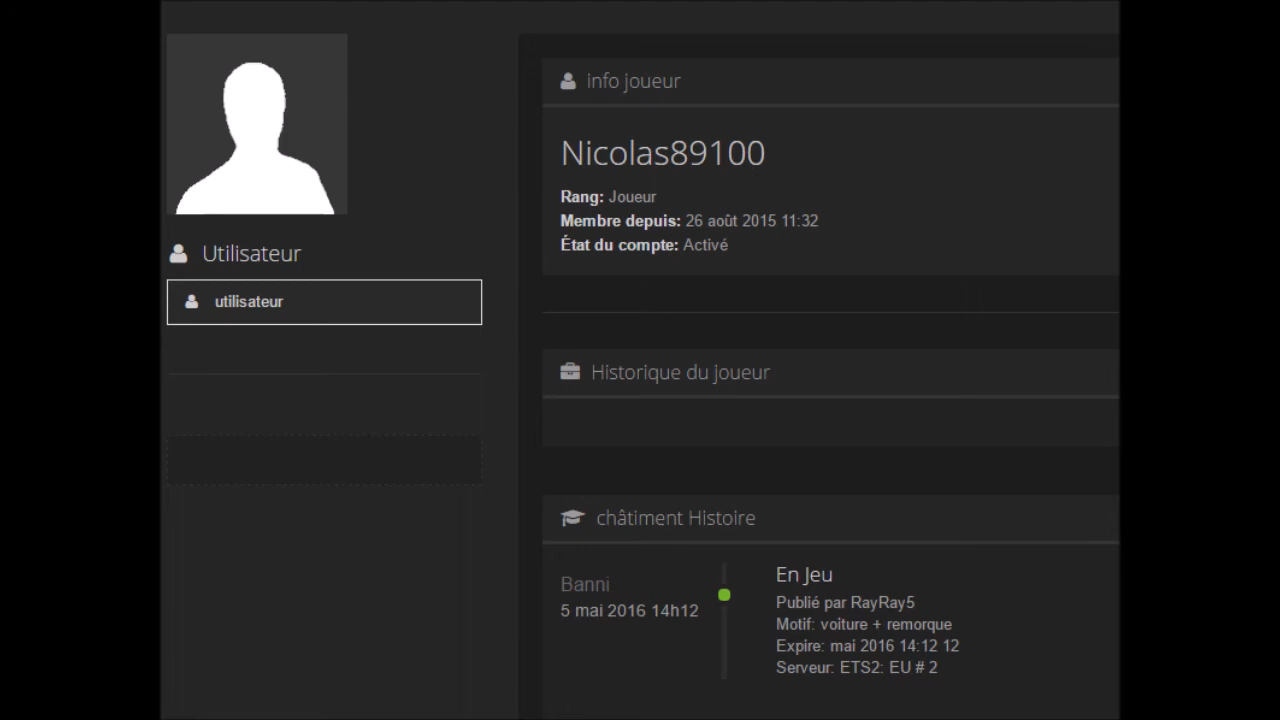 Utilisateur
utilisateur
info joueur
Nicolas89100
Rang: Joueur
Membre depuis: 26 août 2015 11:32
État du compte: Activé
Historique du joueur
châtiment Histoire
Banni
5 mai 2016 14h12
En Jeu
Publié par RayRay5
Motif: voiture + remorque
Expire: mai 2016 14:12 12
Serveur: ETS2: EU # 2